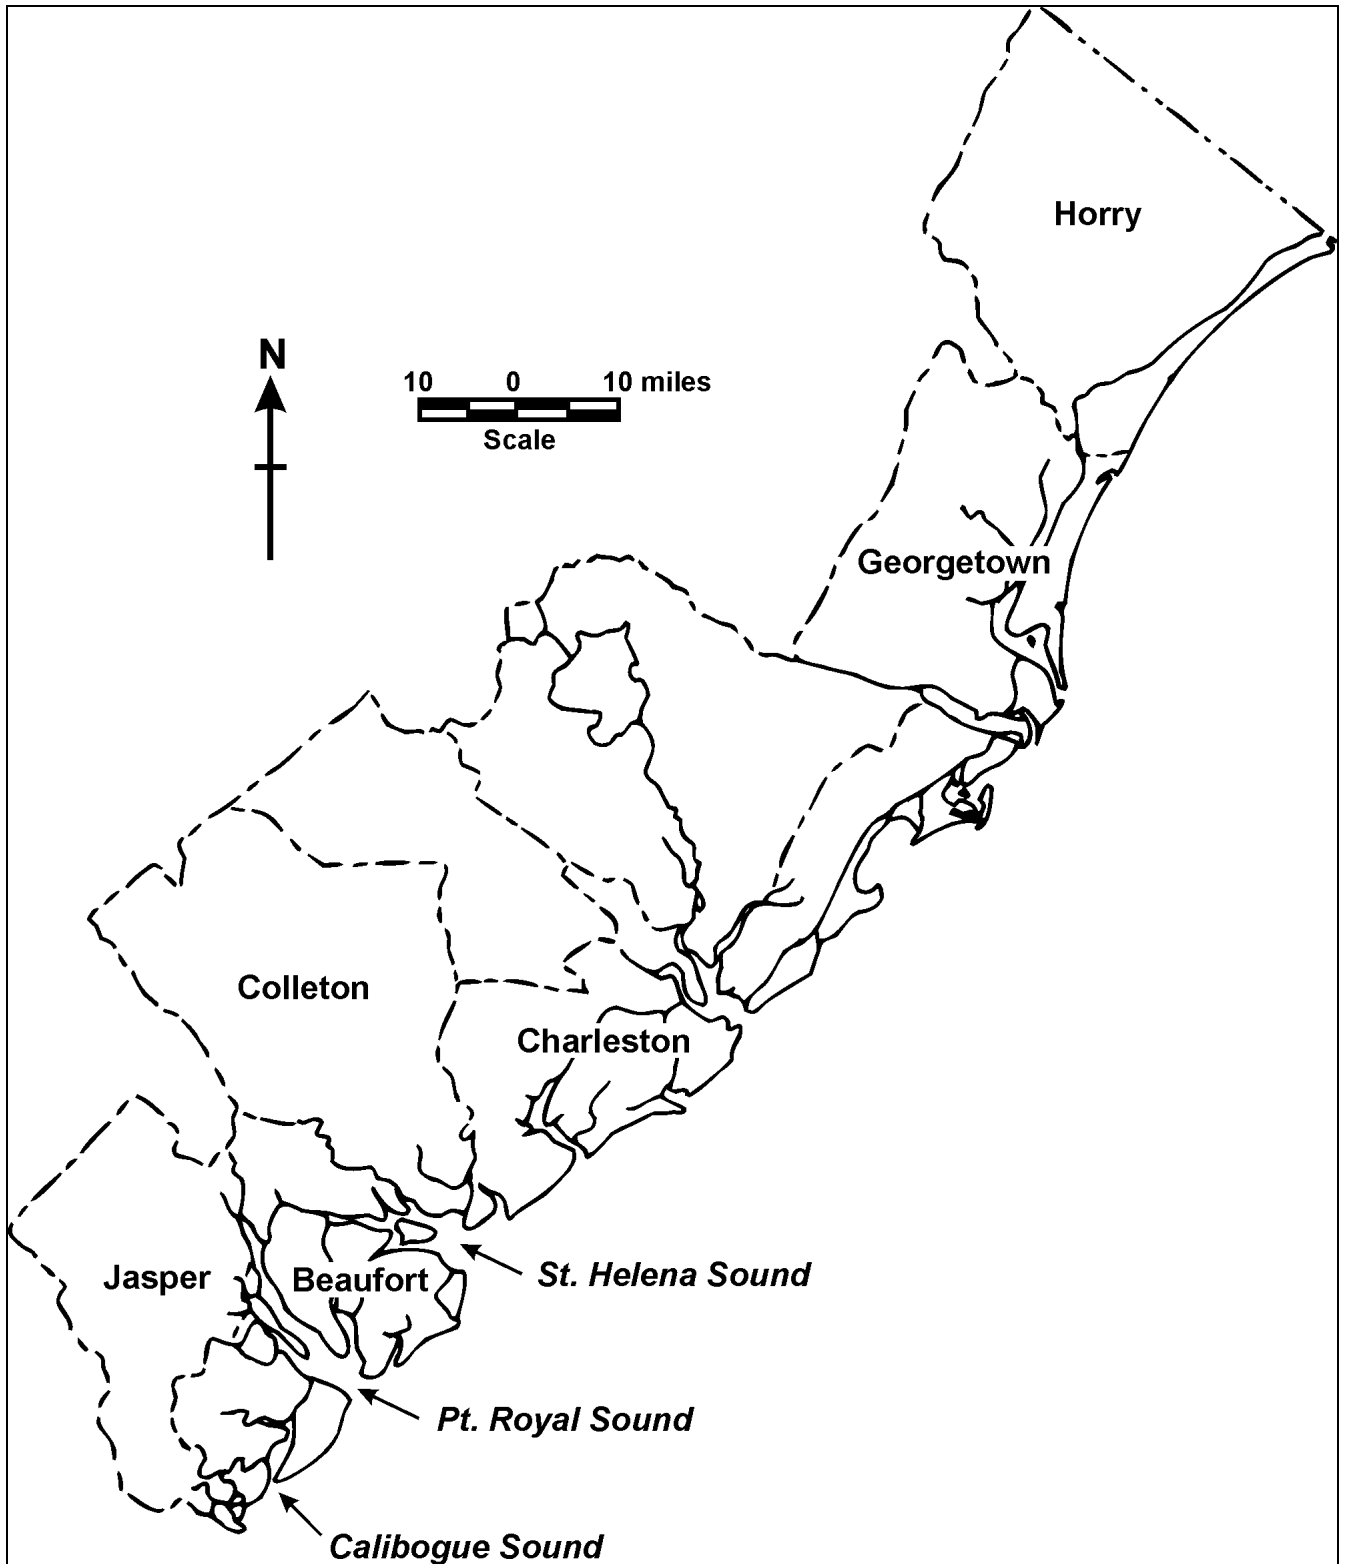 Horry
N
10 0 10 miles
Scale
Georgetown
Colleton
Charleston
St. Helena Sound
Jasper
Beaufort
Pt. Royal Sound
Calibogue Sound